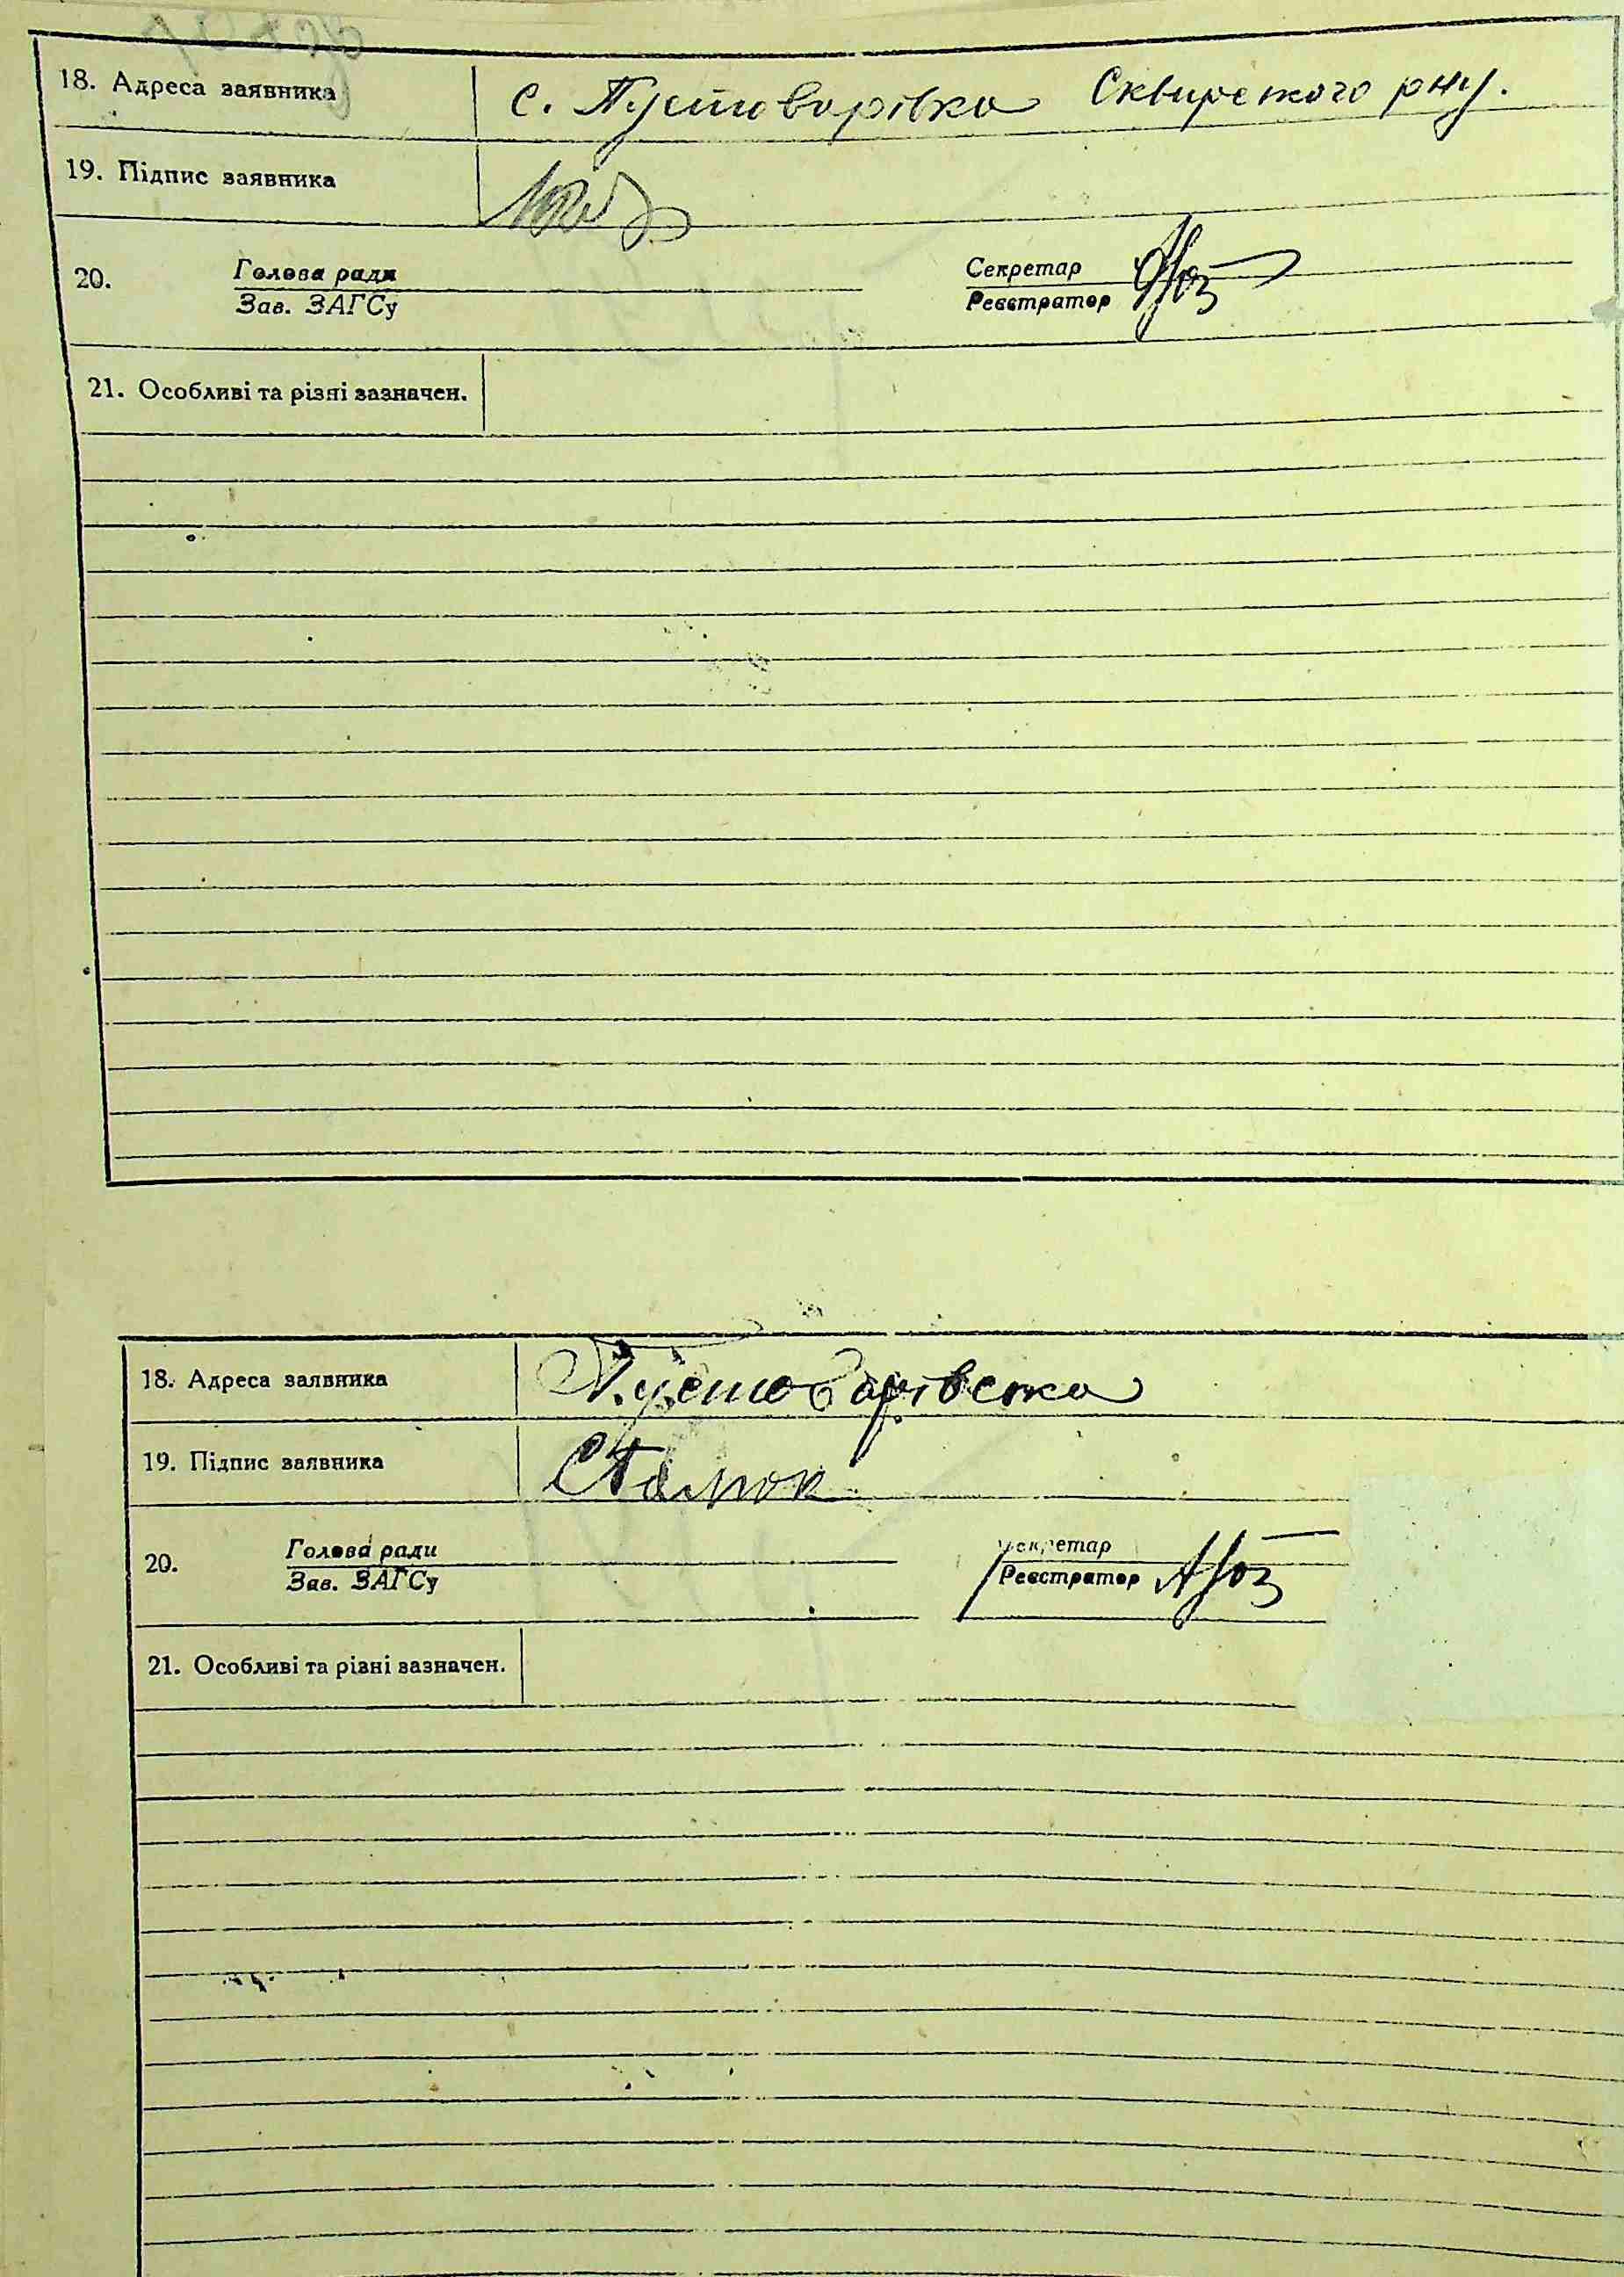 18. Адреса заявника с. Пустоварівка Сквирського рну.
19. Підпис заявника
20. Голова ради Секретар
Зав. ЗАГСу Реєстратор
21. Особливі та різні зазначен.
18. Адреса заявника Пустоварівська
19. Підпис заявника
20. Голова ради Секретар
Зав. ЗАГСу Реєстратор
21. Особливі та різні зазначен.